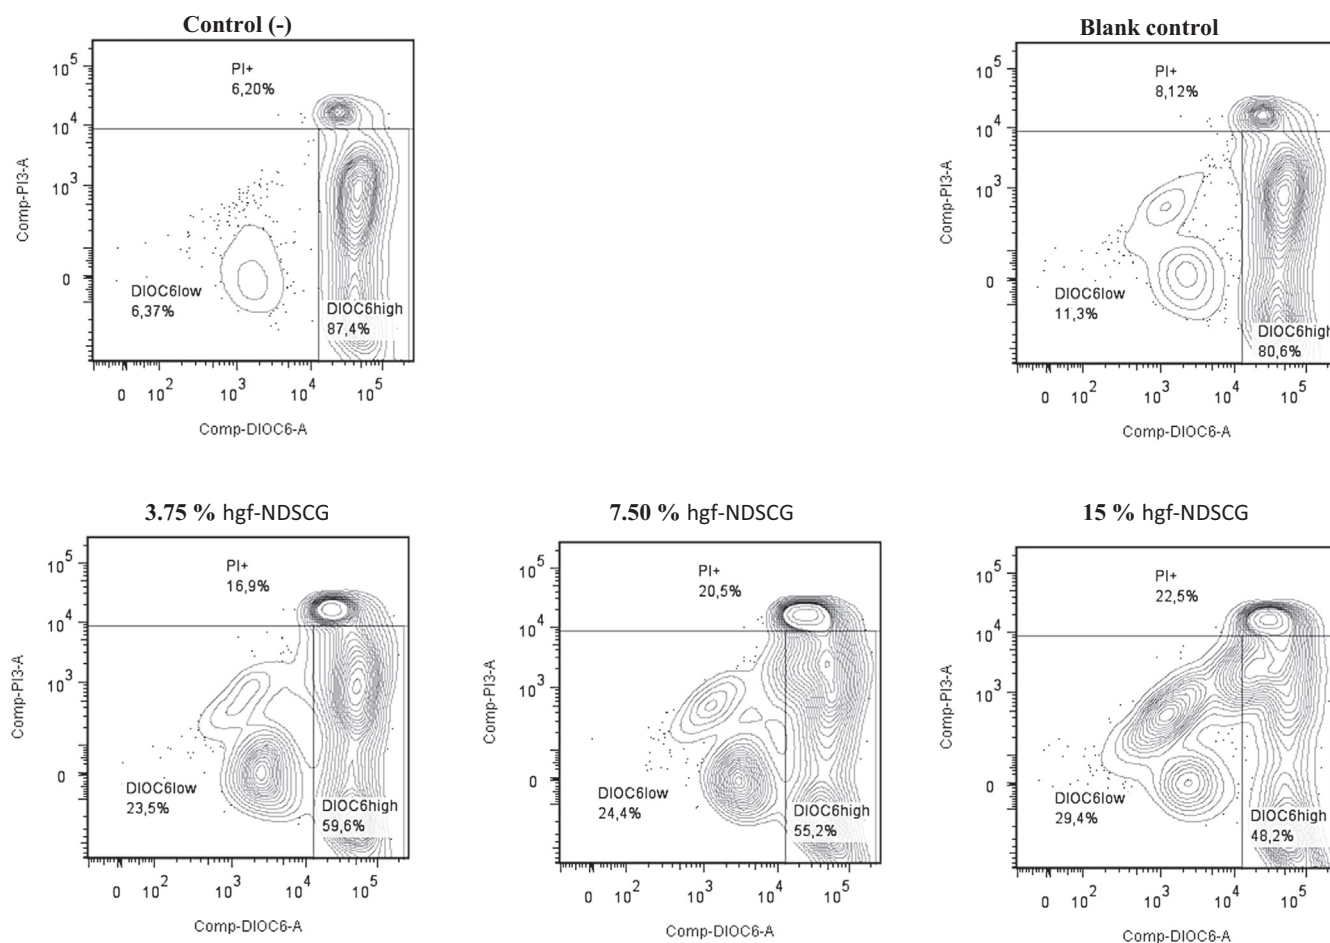 Control (-)
PI+
6,20%
10^5
10^4
10^3
0
Comp-PI3-A
DIOC6low
6,37%
DIOC6high
87,4%
0 10^2 10^3 10^4 10^5
Comp-DIOC6-A
Blank control
PI+
8,12%
10^5
10^4
10^3
0
Comp-PI3-A
DIOC6low
11,3%
DIOC6high
80,6%
0 10^2 10^3 10^4 10^5
Comp-DIOC6-A
3.75 % hgf-NDSCG
PI+
16,9%
10^5
10^4
10^3
0
Comp-PI3-A
DIOC6low
23,5%
DIOC6high
59,6%
0 10^2 10^3 10^4 10^5
Comp-DIOC6-A
7.50 % hgf-NDSCG
PI+
20,5%
10^5
10^4
10^3
0
Comp-PI3-A
DIOC6low
24,4%
DIOC6high
55,2%
0 10^2 10^3 10^4 10^5
Comp-DIOC6-A
15 % hgf-NDSCG
PI+
22,5%
10^5
10^4
10^3
0
Comp-PI3-A
DIOC6low
29,4%
DIOC6high
48,2%
0 10^2 10^3 10^4 10^5
Comp-DIOC6-A